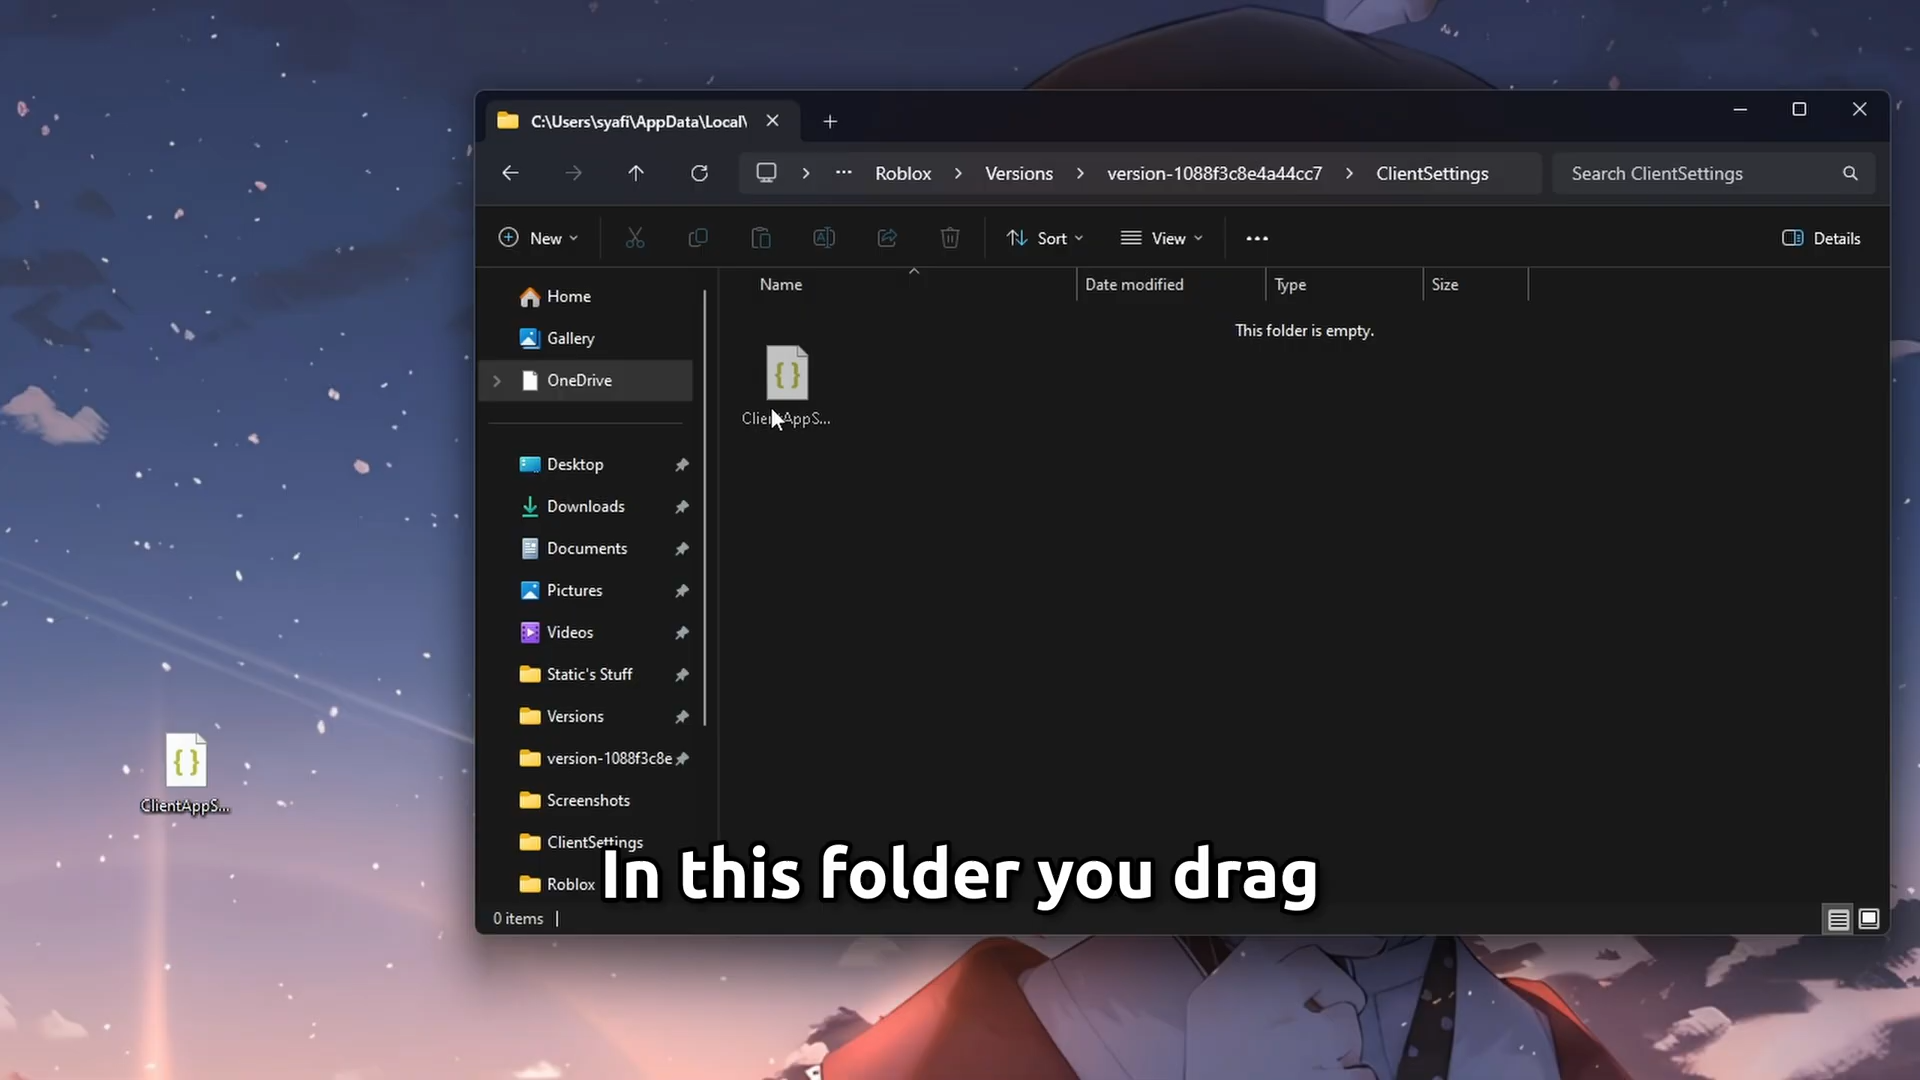 C:\Users\syafi\AppData\Local\
Roblox > Versions > version-1088f3c8e4a44cc7 > ClientSettings
Search ClientSettings
New
Sort
View
Details
Name
Date modified
Type
Size
This folder is empty.
Home
Gallery
OneDrive
Desktop
Downloads
Documents
Pictures
Videos
Static's Stuff
Versions
version-1088f3c8e
Screenshots
ClientSettings
Roblox
ClientAppS...
ClientAppS...
In this folder you drag
0 items